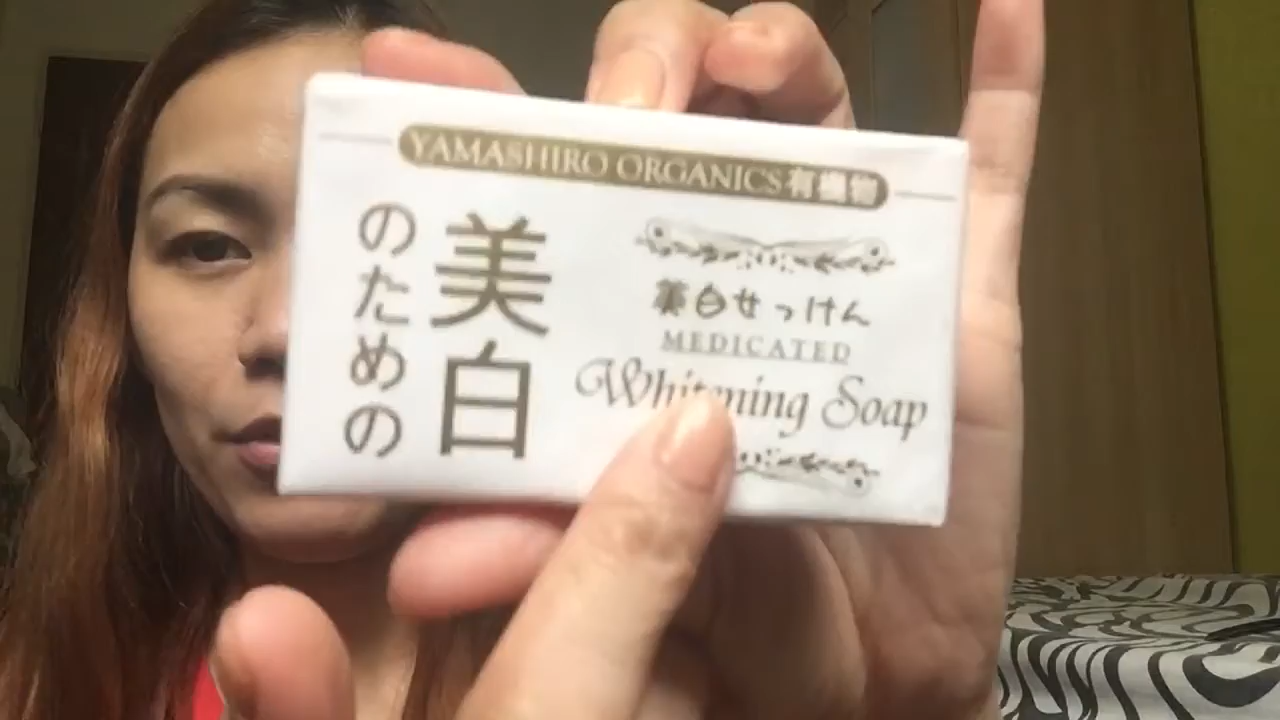 YAMASHIRO ORGANICS有機物
美白
のための
美白せっけん
MEDICATED
Whitening Soap